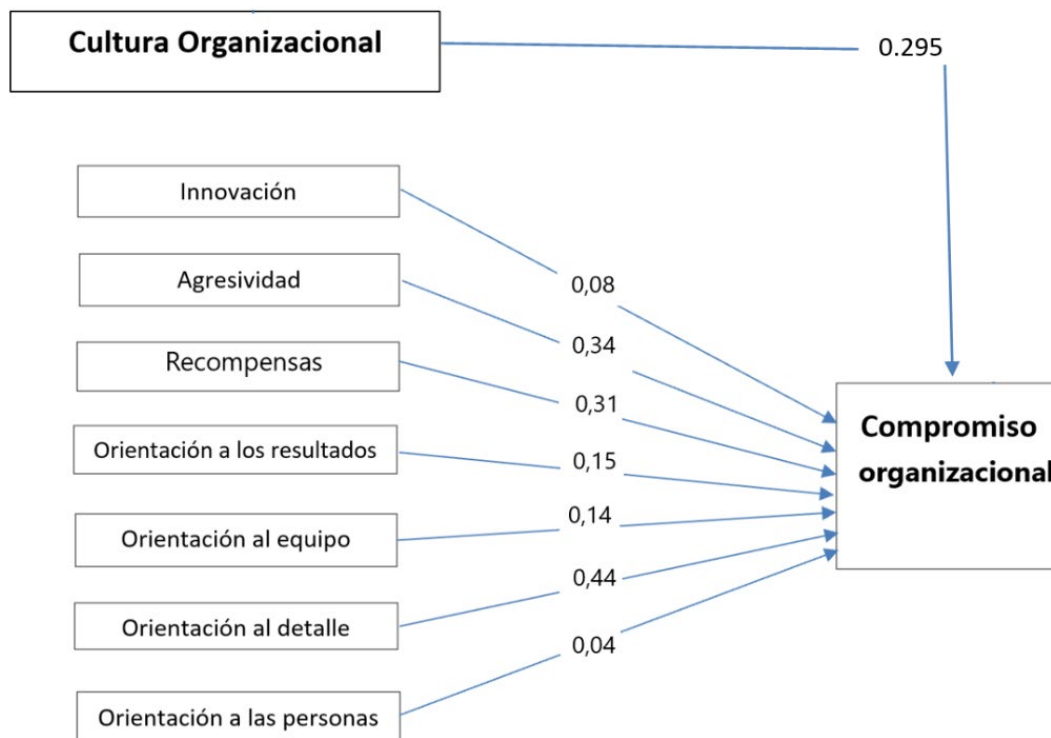 Cultura Organizacional
0.295
Innovación
0,08
Agresividad
0,34
Recompensas
0,31
Orientación a los resultados
0,15
Orientación al equipo
0,14
Orientación al detalle
0,44
Orientación a las personas
0,04
Compromiso
organizacional